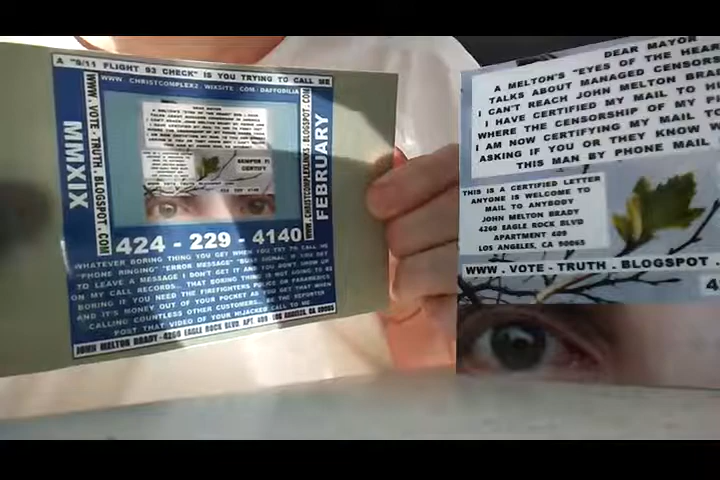 A "9/11 FLIGHT 93 CHECK" IS YOU TRYING TO CALL ME
WWW . CHRISTCOMPLEX2 . WIXSITE . COM / DAFFODILIA
WWW . VOTE - TRUTH . BLOGSPOT . COM
MMXIX
FEBRUARY
WWW . CHRISTCOMPLEXLINKS . BLOGSPOT . COM
SEMPER FI
CERTIFY
424 - 229 - 4140
WHATEVER BORING THING YOU GET WHEN YOU TRY TO CALL ME
"PHONE RINGING" "ERROR MESSAGE" "BUSY SIGNAL" IF YOU GET
TO LEAVE A MESSAGE I DON'T GET IT AND YOU DON'T SHOW UP
ON MY CALL RECORDS... THAT BORING THING IS NOT GOING TO BE
BORING IF YOU NEED THE FIREFIGHTERS POLICE OR PARAMEDICS
AND IT'S MONEY OUT OF YOUR POCKET AS YOU GET THAT WHEN
CALLING COUNTLESS OTHER CUSTOMERS. BE THE REPORTER
POST THAT VIDEO OF YOUR HIJACKED CALL TO ME
JOHN MELTON BRADY-4260 EAGLE ROCK BLVD APT. 409 LOS ANGELES, CA 90065
DEAR MAYOR
A MELTON'S "EYES OF THE HEAR
TALKS ABOUT MANAGED CENSORS
I CAN'T REACH JOHN MELTON BRA
I HAVE CERTIFIED MY MAIL TO HI
WHERE THE CENSORSHIP OF MY P
I AM NOW CERTIFYING MY MAIL TO
ASKING IF YOU OR THEY KNOW W
THIS MAN BY PHONE MAIL
THIS IS A CERTIFIED LETTER
ANYONE IS WELCOME TO
MAIL TO ANYBODY
JOHN MELTON BRADY
4260 EAGLE ROCK BLVD
APARTMENT 409
LOS ANGELES, CA 90065
WWW . VOTE - TRUTH . BLOGSPOT .
4